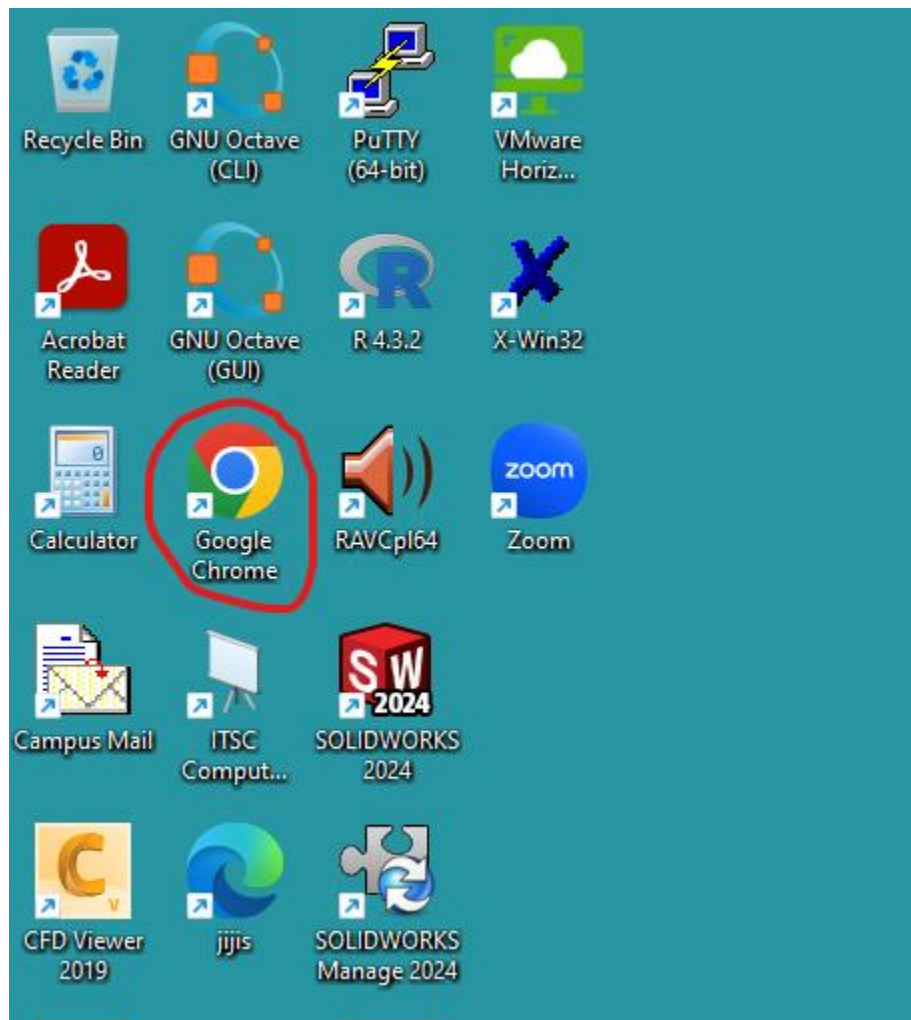 Recycle Bin
GNU Octave
(CLI)
PuTTY
(64-bit)
VMware
Horiz...
Acrobat
Reader
GNU Octave
(GUI)
R
R 4.3.2
X
X-Win32
0
Calculator
Google
Chrome
RAVCpl64
zoom
Zoom
Campus Mail
ITSC
Comput...
SW
2024
SOLIDWORKS
2024
C
v
CFD Viewer
2019
jijis
SOLIDWORKS
Manage 2024